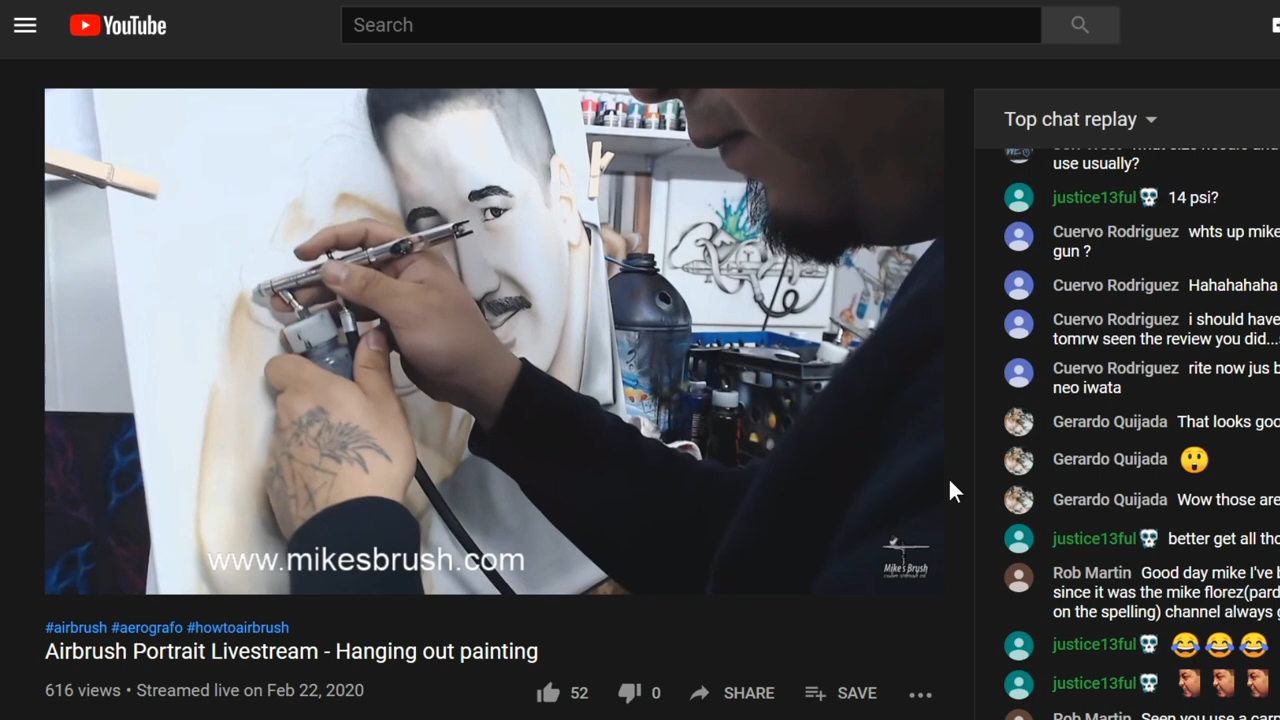 YouTube
Search
www.mikesbrush.com
Mike's Brush
#airbrush #aerografo #howtoairbrush
Airbrush Portrait Livestream - Hanging out painting
616 views • Streamed live on Feb 22, 2020
52
0
SHARE
SAVE
Top chat replay
use usually?
justice13ful 14 psi?
Cuervo Rodriguez whts up mike
gun ?
Cuervo Rodriguez Hahahahaha
Cuervo Rodriguez i should have
tomrw seen the review you did...
Cuervo Rodriguez rite now jus b
neo iwata
Gerardo Quijada That looks goo
Gerardo Quijada 😲
Gerardo Quijada Wow those are
justice13ful better get all tho
Rob Martin Good day mike I've b
since it was the mike florez(pard
on the spelling) channel always g
justice13ful 😂😂😂
justice13ful
Rob Martin Seen you use a carp